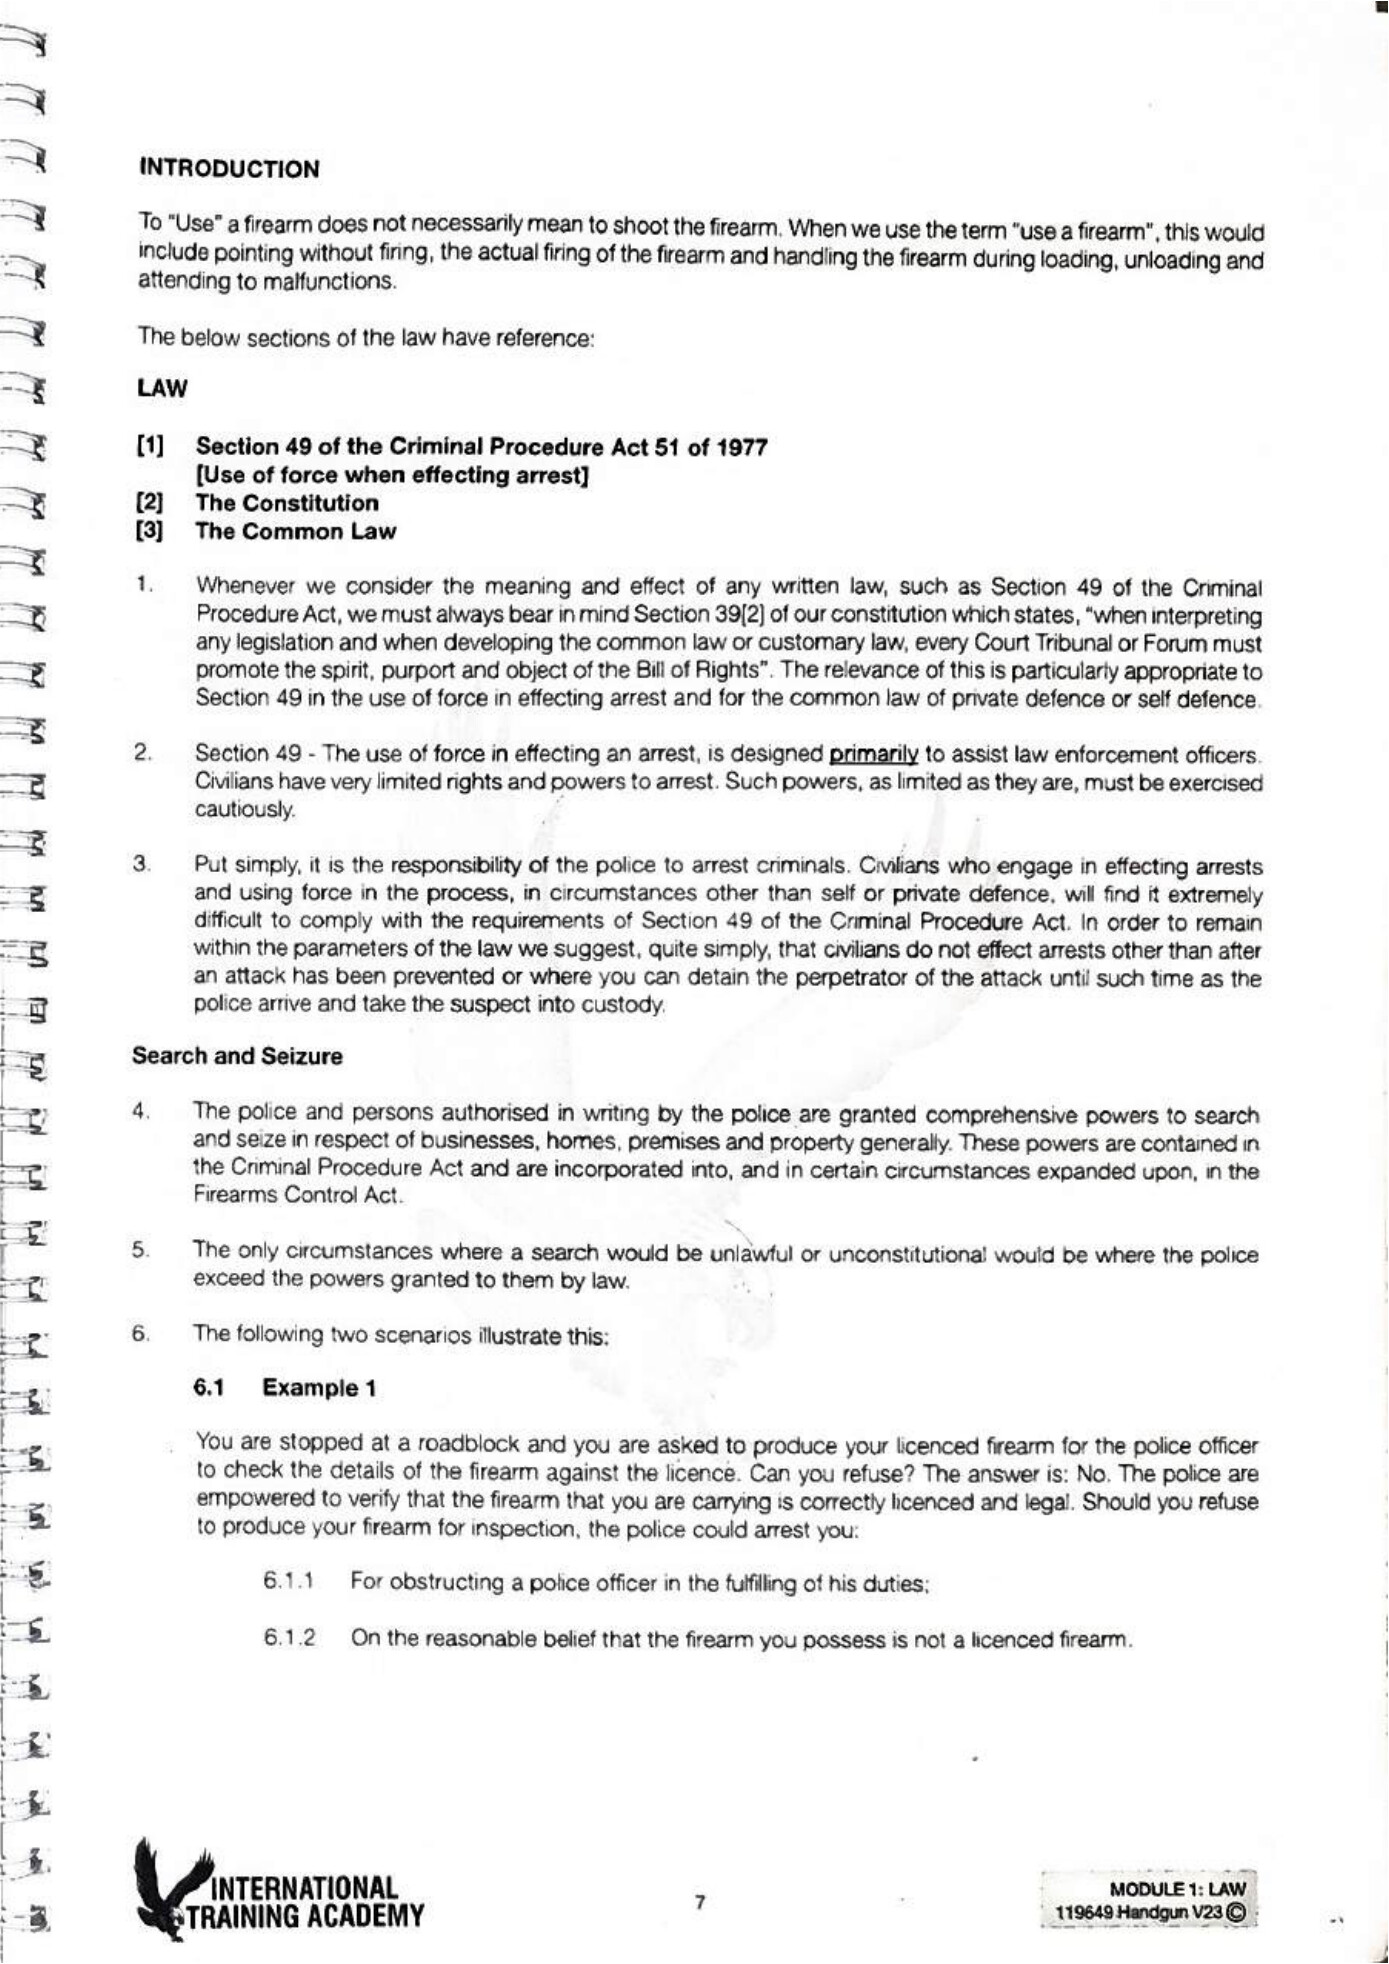 INTRODUCTION
To "Use" a firearm does not necessarily mean to shoot the firearm. When we use the term "use a firearm", this would
include pointing without firing, the actual firing of the firearm and handling the firearm during loading, unloading and
attending to malfunctions.
The below sections of the law have reference:
LAW
[1] Section 49 of the Criminal Procedure Act 51 of 1977
[Use of force when effecting arrest]
[2] The Constitution
[3] The Common Law
1. Whenever we consider the meaning and effect of any written law, such as Section 49 of the Criminal
Procedure Act, we must always bear in mind Section 39[2] of our constitution which states, "when interpreting
any legislation and when developing the common law or customary law, every Court Tribunal or Forum must
promote the spirit, purport and object of the Bill of Rights". The relevance of this is particularly appropriate to
Section 49 in the use of force in effecting arrest and for the common law of private defence or self defence.
2. Section 49 - The use of force in effecting an arrest, is designed primarily to assist law enforcement officers.
Civilians have very limited rights and powers to arrest. Such powers, as limited as they are, must be exercised
cautiously.
3. Put simply, it is the responsibility of the police to arrest criminals. Civilians who engage in effecting arrests
and using force in the process, in circumstances other than self or private defence, will find it extremely
difficult to comply with the requirements of Section 49 of the Criminal Procedure Act. In order to remain
within the parameters of the law we suggest, quite simply, that civilians do not effect arrests other than after
an attack has been prevented or where you can detain the perpetrator of the attack until such time as the
police arrive and take the suspect into custody.
Search and Seizure
4. The police and persons authorised in writing by the police are granted comprehensive powers to search
and seize in respect of businesses, homes, premises and property generally. These powers are contained in
the Criminal Procedure Act and are incorporated into, and in certain circumstances expanded upon, in the
Firearms Control Act.
5. The only circumstances where a search would be unlawful or unconstitutional would be where the police
exceed the powers granted to them by law.
6. The following two scenarios illustrate this:
6.1 Example 1
You are stopped at a roadblock and you are asked to produce your licenced firearm for the police officer
to check the details of the firearm against the licence. Can you refuse? The answer is: No. The police are
empowered to verify that the firearm that you are carrying is correctly licenced and legal. Should you refuse
to produce your firearm for inspection, the police could arrest you:
6.1.1 For obstructing a police officer in the fulfilling of his duties;
6.1.2 On the reasonable belief that the firearm you possess is not a licenced firearm.
INTERNATIONAL
TRAINING ACADEMY
7
MODULE 1: LAW
119649 Handgun V23 ©